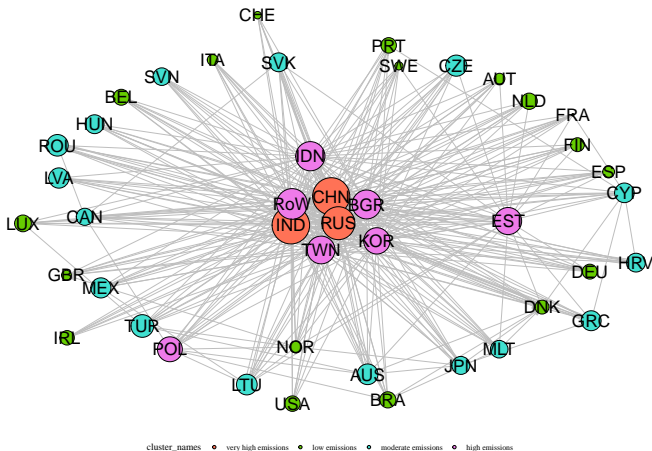 CHE
PRT
ITA
SVK
SWE
CZE
SVN
AUT
BEL
NLD
FRA
HUN
FIN
ROU
IDN
ESP
LVA
CYP
CHN
RoW
BGR
CAN
LUX
IND
RUS
EST
KOR
TWN
HRV
GBR
DEU
MEX
DNK
GRC
TUR
IRL
POL
NOR
MLT
JPN
AUS
LTU
BRA
USA
cluster_names very high emissions low emissions moderate emissions high emissions